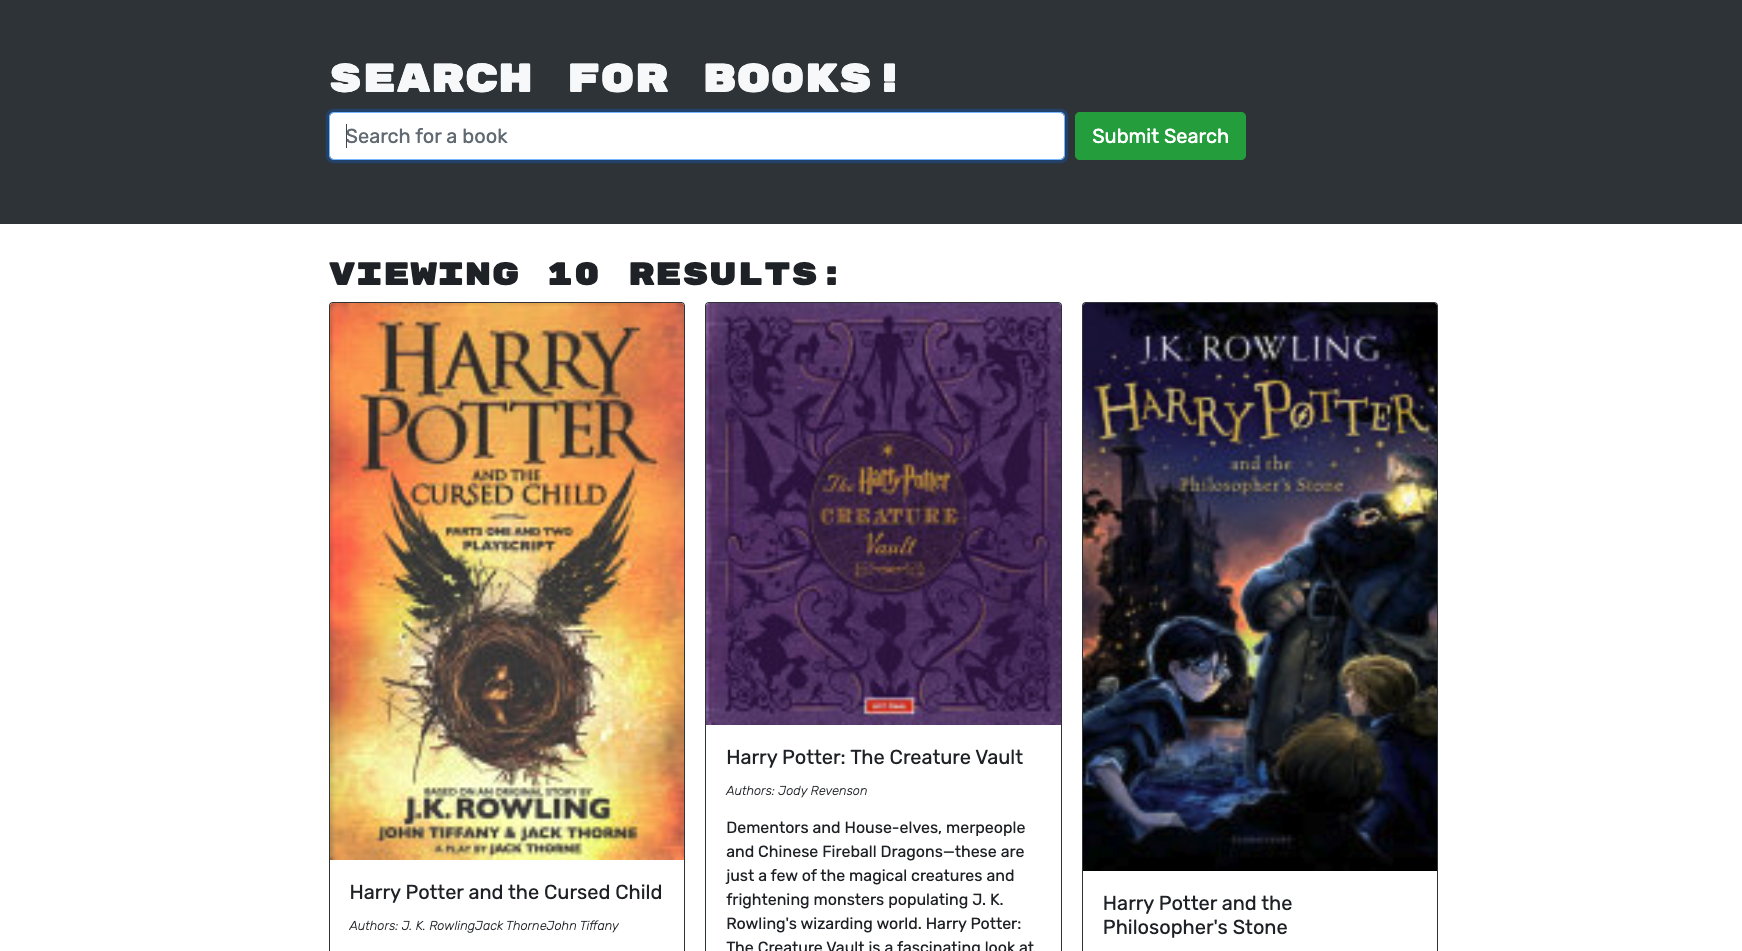 SEARCH FOR BOOKS!
Search for a book
Submit Search
VIEWING 10 RESULTS:
HARRY
POTTER
AND THE
CURSED CHILD
PARTS ONE AND TWO
PLAYSCRIPT
BASED ON AN ORIGINAL STORY BY
J.K. ROWLING
JOHN TIFFANY & JACK THORNE
A PLAY BY JACK THORNE
Harry Potter and the Cursed Child
Authors: J. K. RowlingJack ThorneJohn Tiffany
The Harry Potter
CREATURE
Vault
Harry Potter: The Creature Vault
Authors: Jody Revenson
Dementors and House-elves, merpeople
and Chinese Fireball Dragons—these are
just a few of the magical creatures and
frightening monsters populating J. K.
Rowling's wizarding world. Harry Potter:
The Creature Vault is a fascinating look at
J.K. ROWLING
HARRY POTTER
and the
Philosopher's Stone
Harry Potter and the
Philosopher's Stone